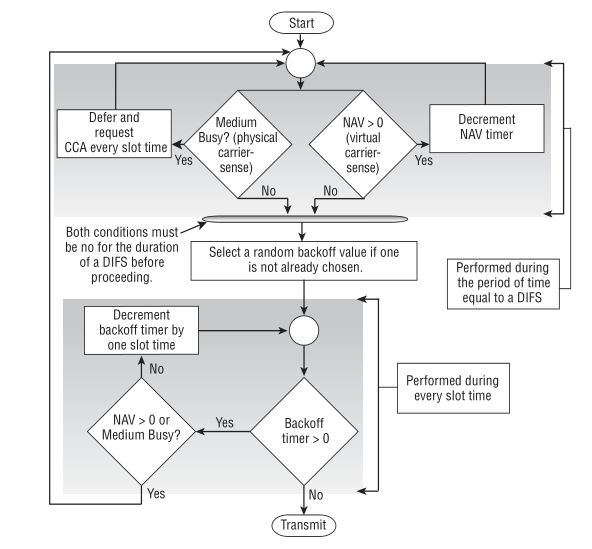 Start
Defer and
request
CCA every slot time
Yes
Medium
Busy? (physical
carrier-
sense)
No
NAV > 0
(virtual
carrier-
sense)
No
Yes
Decrement
NAV timer
Both conditions must
be no for the duration
of a DIFS before
proceeding.
Select a random backoff value if one
is not already chosen.
Performed during
the period of time
equal to a DIFS
Decrement
backoff timer by
one slot time
No
NAV > 0 or
Medium Busy?
Yes
Yes
Backoff
timer > 0
No
Performed during
every slot time
Transmit